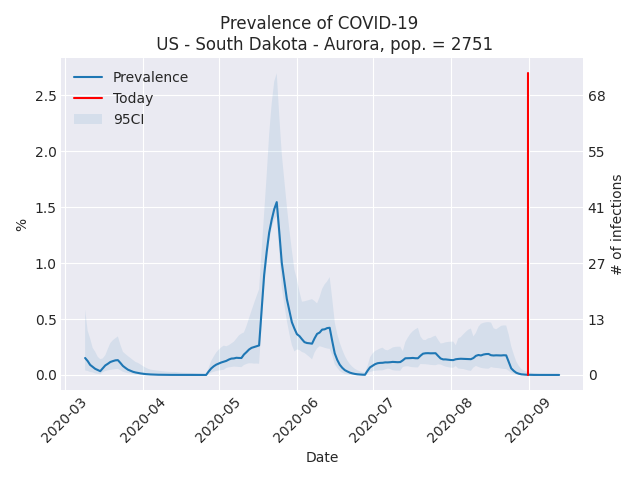 Prevalence of COVID-19
US - South Dakota - Aurora, pop. = 2751
Prevalence
Today
95CI
2.5
2.0
1.5
1.0
0.5
0.0
%
68
55
41
27
13
0
# of infections
2020-03
2020-04
2020-05
2020-06
2020-07
2020-08
2020-09
Date